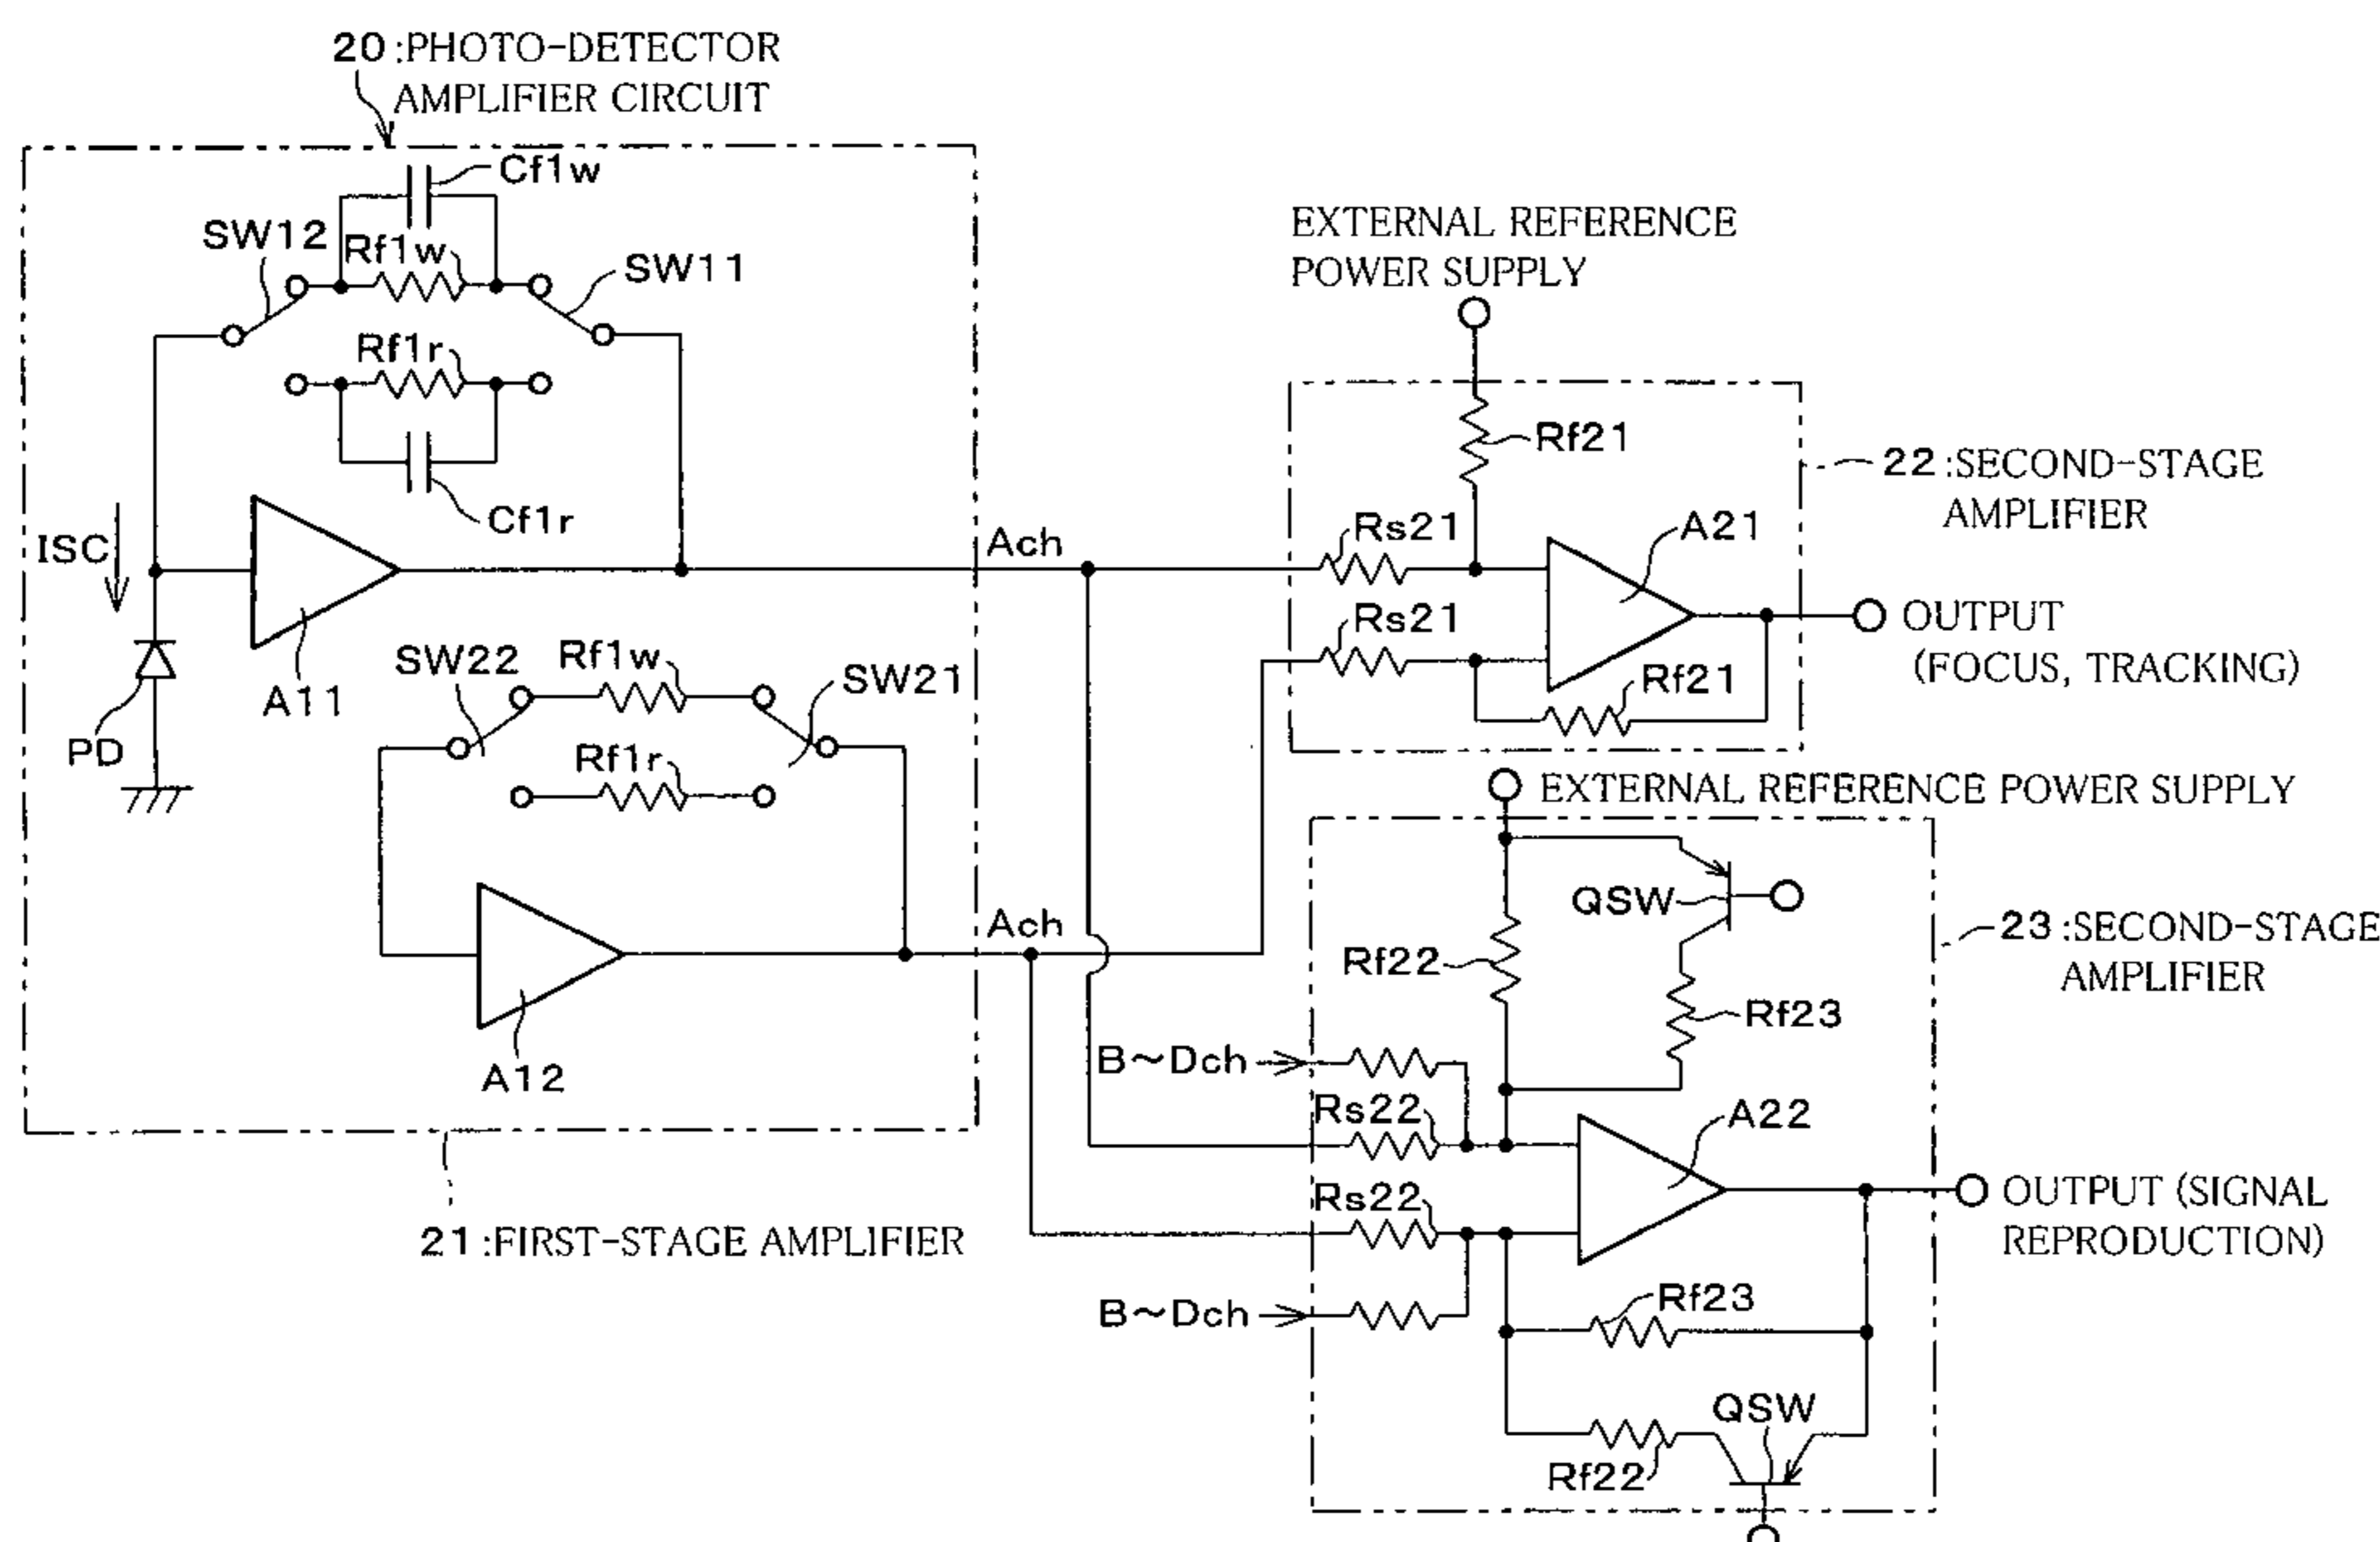 20 :PHOTO-DETECTOR
AMPLIFIER CIRCUIT
Cf1w
SW12
Rf1w
SW11
Rf1r
Cf1r
ISC
A11
PD
SW22
Rf1w
SW21
Rf1r
A12
21 :FIRST-STAGE AMPLIFIER
Ach
Ach
EXTERNAL REFERENCE
POWER SUPPLY
Rf21
22 :SECOND-STAGE
AMPLIFIER
Rs21
A21
Rs21
Rf21
OUTPUT
(FOCUS, TRACKING)
EXTERNAL REFERENCE POWER SUPPLY
QSW
23 :SECOND-STAGE
AMPLIFIER
Rf22
Rf23
B~Dch
Rs22
A22
Rs22
OUTPUT (SIGNAL
REPRODUCTION)
B~Dch
Rf23
QSW
Rf22